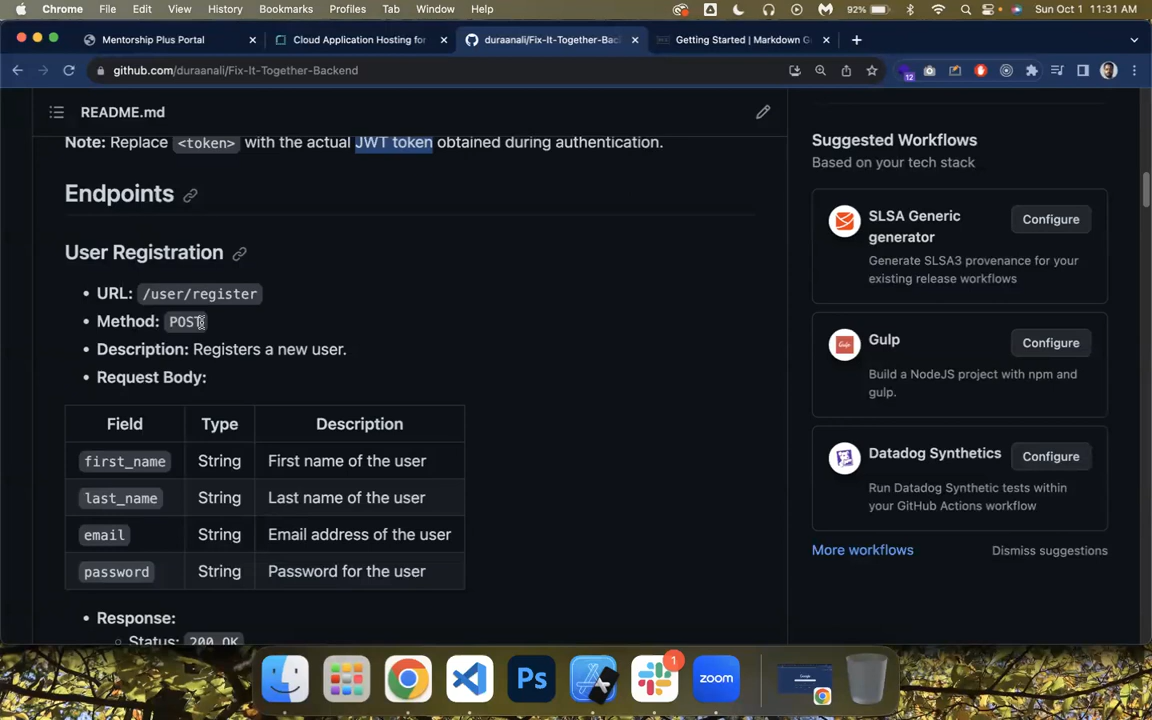 Chrome File Edit View History Bookmarks Profiles Tab Window Help 92% Sun Oct 1 11:31 AM
Mentorship Plus Portal
Cloud Application Hosting for
duraanali/Fix-It-Together-Bac
Getting Started | Markdown G
github.com/duraanali/Fix-It-Together-Backend
12
README.md
Note: Replace <token> with the actual JWT token obtained during authentication.
Endpoints
User Registration
URL: /user/register
Method: POST
Description: Registers a new user.
Request Body:
Field Type Description
first_name String First name of the user
last_name String Last name of the user
email String Email address of the user
password String Password for the user
Response:
Status: 200 OK
Suggested Workflows
Based on your tech stack
SLSA Generic generator
Configure
Generate SLSA3 provenance for your
existing release workflows
Gulp
Configure
Build a NodeJS project with npm and
gulp.
Datadog Synthetics
Configure
Run Datadog Synthetic tests within
your GitHub Actions workflow
More workflows
Dismiss suggestions
Ps
1
zoom